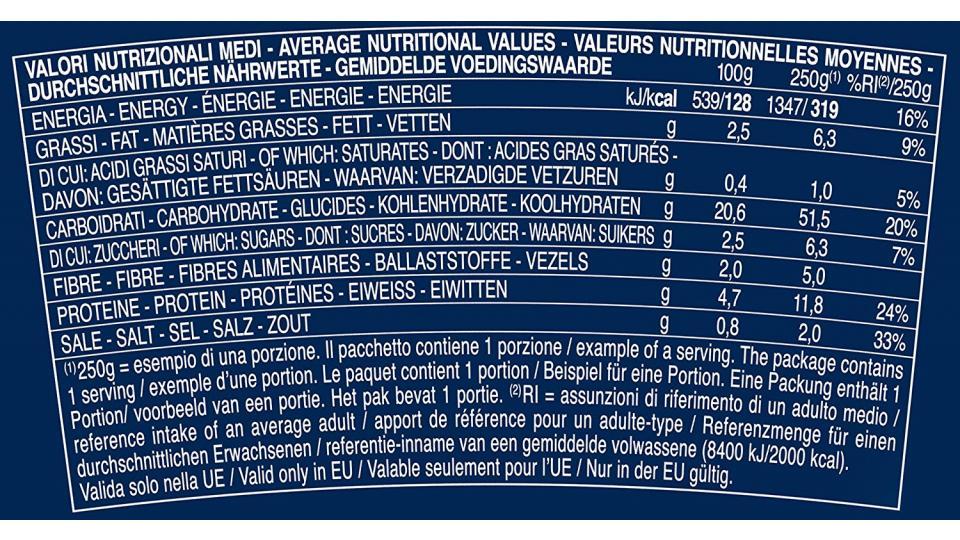 VALORI NUTRIZIONALI MEDI - AVERAGE NUTRITIONAL VALUES - VALEURS NUTRITIONNELLES MOYENNES -
DURCHSCHNITTLICHE NÄHRWERTE - GEMIDDELDE VOEDINGSWAARDE 100g 250g⁽¹⁾ %RI⁽²⁾/250g
ENERGIA - ENERGY - ÉNERGIE - ENERGIE - ENERGIE kJ/kcal 539/128 1347/ 319 16%
GRASSI - FAT - MATIÈRES GRASSES - FETT - VETTEN g 2,5 6,3 9%
DI CUI: ACIDI GRASSI SATURI - OF WHICH: SATURATES - DONT : ACIDES GRAS SATURÉS -
DAVON: GESÄTTIGTE FETTSÄUREN - WAARVAN: VERZADIGDE VETZUREN g 0,4 1,0 5%
CARBOIDRATI - CARBOHYDRATE - GLUCIDES - KOHLENHYDRATE - KOOLHYDRATEN g 20,6 51,5 20%
DI CUI: ZUCCHERI - OF WHICH: SUGARS - DONT : SUCRES - DAVON: ZUCKER - WAARVAN: SUIKERS g 2,5 6,3 7%
FIBRE - FIBRE - FIBRES ALIMENTAIRES - BALLASTSTOFFE - VEZELS g 2,0 5,0
PROTEINE - PROTEIN - PROTÉINES - EIWEISS - EIWITTEN g 4,7 11,8 24%
SALE - SALT - SEL - SALZ - ZOUT g 0,8 2,0 33%
⁽¹⁾250g = esempio di una porzione. Il pacchetto contiene 1 porzione / example of a serving. The package contains
1 serving / exemple d'une portion. Le paquet contient 1 portion / Beispiel für eine Portion. Eine Packung enthält 1
Portion/ voorbeeld van een portie. Het pak bevat 1 portie. ⁽²⁾RI = assunzioni di riferimento di un adulto medio /
reference intake of an average adult / apport de référence pour un adulte-type / Referenzmenge für einen
durchschnittlichen Erwachsenen / referentie-inname van een gemiddelde volwassene (8400 kJ/2000 kcal).
Valida solo nella UE / Valid only in EU / Valable seulement pour l'UE / Nur in der EU gültig.